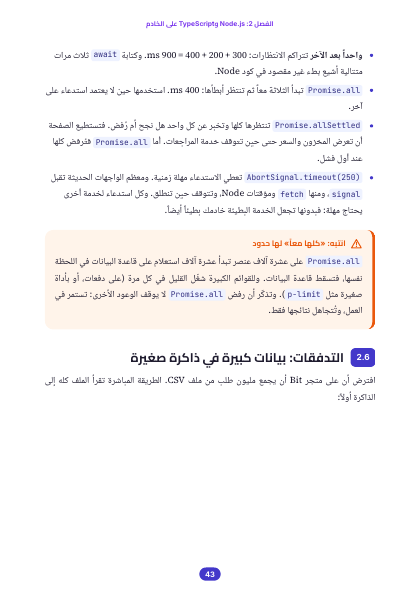 الفصل 2: Node.js وTypeScript على الخادم
• واحداً بعد الآخر تتراكم الانتظارات: 300 + 200 + 400 = 900 ms. وكتابة await ثلاث مرات
متتالية أشيع بطء غير مقصود في كود Node.
• Promise.all تبدأ الثلاثة معاً ثم تنتظر أبطأها: 400 ms. استخدمها حين لا يعتمد استدعاء على
آخر.
• Promise.allSettled تنتظرها كلها وتخبر عن كل واحد هل نجح أم رُفض. فتستطيع الصفحة
أن تعرض المخزون والسعر حتى حين تتوقف خدمة المراجعات. أما Promise.all فترفض كلها
عند أول فشل.
• AbortSignal.timeout(250) تعطي الاستدعاء مهلة زمنية. ومعظم الواجهات الحديثة تقبل
signal، ومنها fetch ومؤقتات Node، وتتوقف حين تنطلق. وكل استدعاء لخدمة أخرى
يحتاج مهلة: فبدونها تجعل الخدمة البطيئة خادمك بطيئاً أيضاً.
انتبه: «كلها معاً» لها حدود
Promise.all على عشرة آلاف عنصر تبدأ عشرة آلاف استعلام على قاعدة البيانات في اللحظة
نفسها، فتسقط قاعدة البيانات. وللقوائم الكبيرة شغّل القليل في كل مرة (على دفعات، أو بأداة
صغيرة مثل p-limit). وتذكّر أن رفض Promise.all لا يوقف الوعود الأخرى: تستمر في
العمل، وتُتجاهل نتائجها فقط.
2.6 التدفقات: بيانات كبيرة في ذاكرة صغيرة
افترض أن على متجر Bit أن يجمع مليون طلب من ملف CSV. الطريقة المباشرة تقرأ الملف كله إلى
الذاكرة أولاً:
43